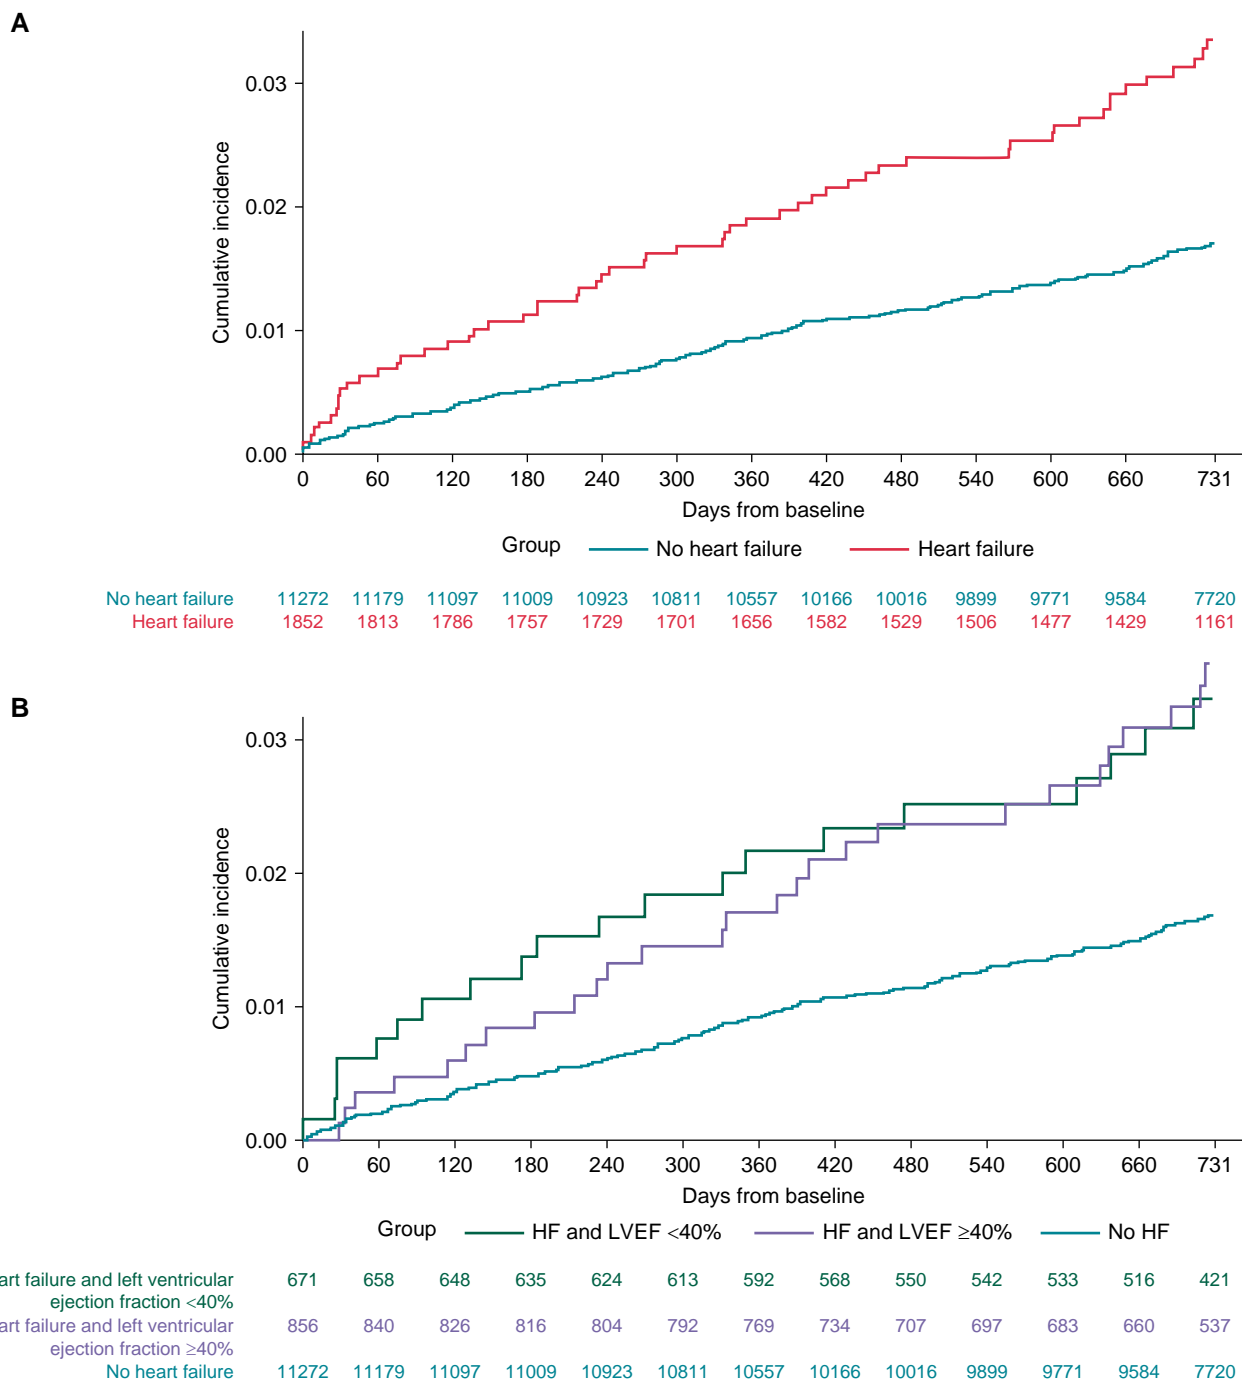 A
0.03
0.02
0.01
0.00
Cumulative incidence
0 60 120 180 240 300 360 420 480 540 600 660 731
Days from baseline
Group No heart failure Heart failure
No heart failure 11272 11179 11097 11009 10923 10811 10557 10166 10016 9899 9771 9584 7720
Heart failure 1852 1813 1786 1757 1729 1701 1656 1582 1529 1506 1477 1429 1161
B
0.03
0.02
0.01
0.00
Cumulative incidence
0 60 120 180 240 300 360 420 480 540 600 660 731
Days from baseline
Group HF and LVEF <40% HF and LVEF ≥40% No HF
art failure and left ventricular 671 658 648 635 624 613 592 568 550 542 533 516 421
ejection fraction <40%
art failure and left ventricular 856 840 826 816 804 792 769 734 707 697 683 660 537
ejection fraction ≥40%
No heart failure 11272 11179 11097 11009 10923 10811 10557 10166 10016 9899 9771 9584 7720